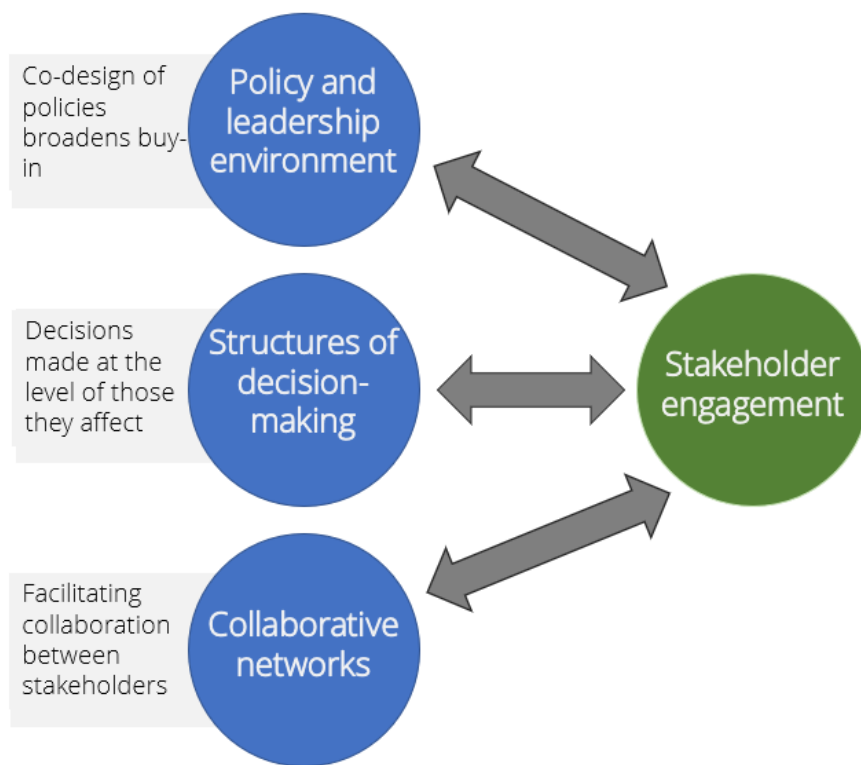 Co-design of
policies
broadens buy-
in
Policy and
leadership
environment
Decisions
made at the
level of those
they affect
Structures of
decision-
making
Stakeholder
engagement
Facilitating
collaboration
between
stakeholders
Collaborative
networks